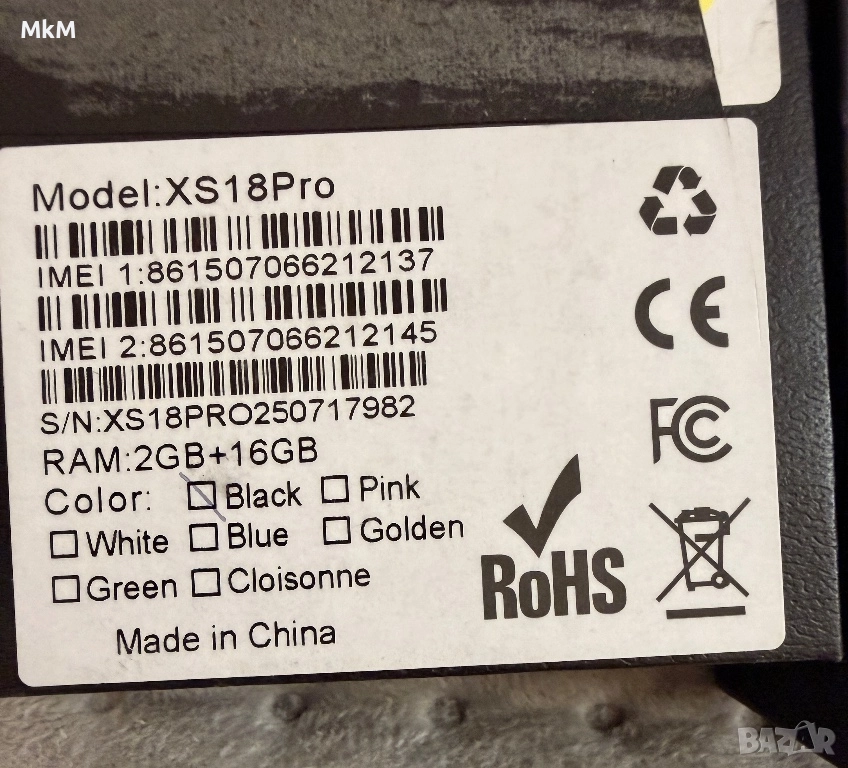 MkM
Model:XS18Pro
IMEI 1:861507066212137
IMEI 2:861507066212145
S/N:XS18PRO250717982
RAM:2GB+16GB
Color: Black Pink
White Blue Golden
Green Cloisonne
Made in China
CE
FC
RoHS
BAZAR